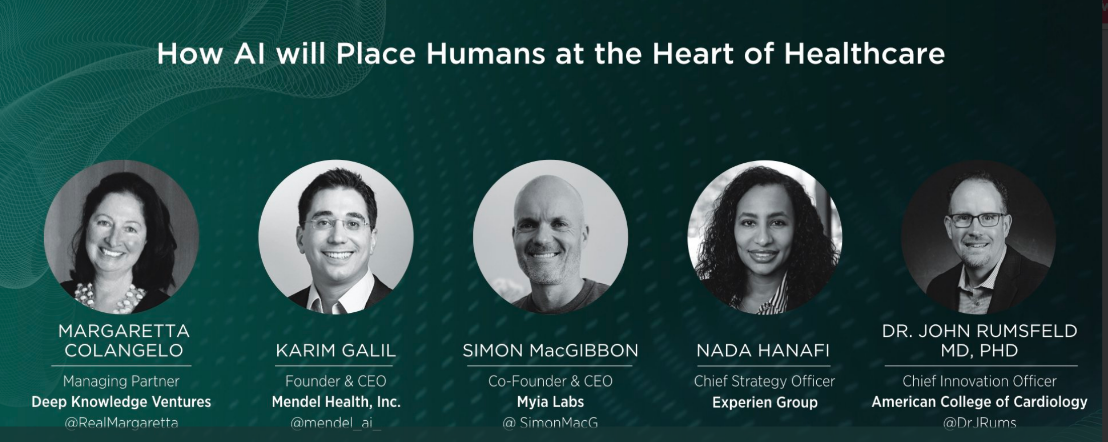 How AI will Place Humans at the Heart of Healthcare
MARGARETTA
COLANGELO
Managing Partner
Deep Knowledge Ventures
@RealMargaretta
KARIM GALIL
Founder & CEO
Mendel Health, Inc.
@mendel_ai_
SIMON MacGIBBON
Co-Founder & CEO
Myia Labs
@ SimonMacG
NADA HANAFI
Chief Strategy Officer
Experien Group
DR. JOHN RUMSFELD
MD, PHD
Chief Innovation Officer
American College of Cardiology
@DrJRums